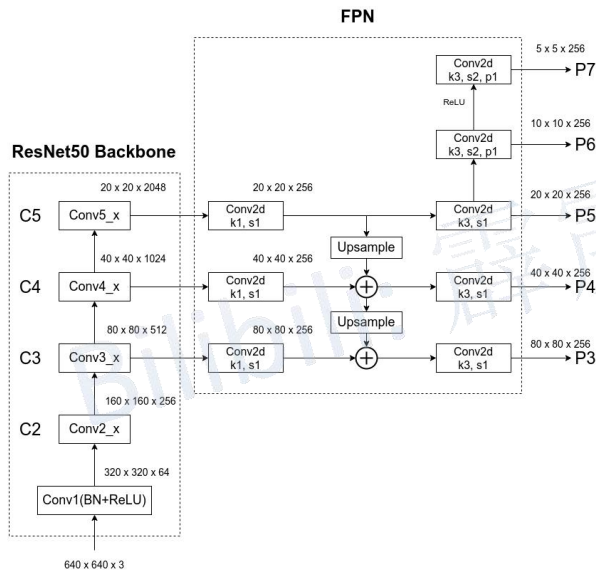 FPN
5 x 5 x 256
Conv2d
k3, s2, p1
P7
ReLU
10 x 10 x 256
Conv2d
k3, s2, p1
P6
ResNet50 Backbone
20 x 20 x 2048
20 x 20 x 256
20 x 20 x 256
C5
Conv5_x
Conv2d
k1, s1
Conv2d
k3, s1
P5
Upsample
40 x 40 x 1024
40 x 40 x 256
40 x 40 x 256
C4
Conv4_x
Conv2d
k1, s1
Conv2d
k3, s1
P4
Upsample
80 x 80 x 512
80 x 80 x 256
80 x 80 x 256
C3
Conv3_x
Conv2d
k1, s1
Conv2d
k3, s1
P3
160 x 160 x 256
C2
Conv2_x
320 x 320 x 64
Conv1(BN+ReLU)
640 x 640 x 3
Bilibili: 霹